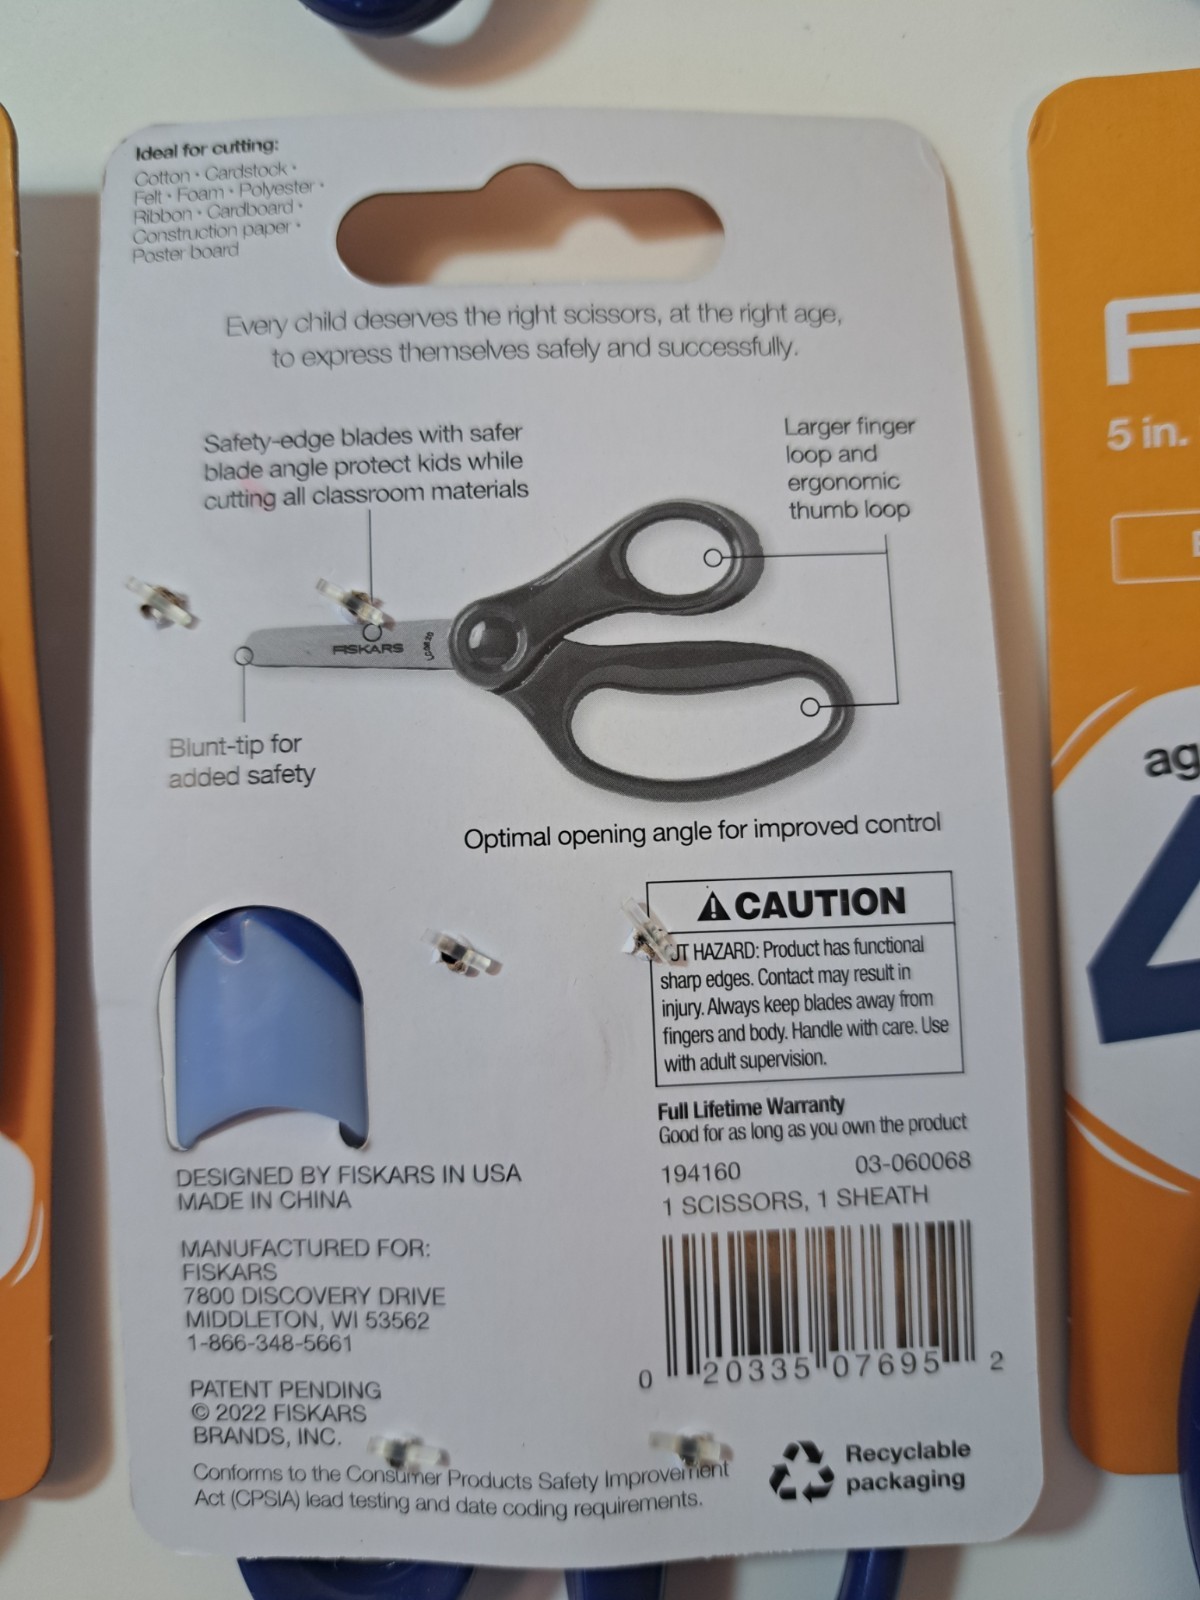 Ideal for cutting:
Cotton • Cardstock •
Felt • Foam • Polyester •
Ribbon • Cardboard •
Construction paper •
Poster board
Every child deserves the right scissors, at the right age,
to express themselves safely and successfully.
Safety-edge blades with safer
blade angle protect kids while
cutting all classroom materials
Larger finger
loop and
ergonomic
thumb loop
FISKARS
Blunt-tip for
added safety
Optimal opening angle for improved control
CAUTION
HAZARD: Product has functional
sharp edges. Contact may result in
injury. Always keep blades away from
fingers and body. Handle with care. Use
with adult supervision.
Full Lifetime Warranty
Good for as long as you own the product
194160 03-060068
1 SCISSORS, 1 SHEATH
0 20335 07695 2
Recyclable
packaging
DESIGNED BY FISKARS IN USA
MADE IN CHINA
MANUFACTURED FOR:
FISKARS
7800 DISCOVERY DRIVE
MIDDLETON, WI 53562
1-866-348-5661
PATENT PENDING
© 2022 FISKARS
BRANDS, INC.
Conforms to the Consumer Products Safety Improvement
Act (CPSIA) lead testing and date coding requirements.
F
5 in.
ag
4